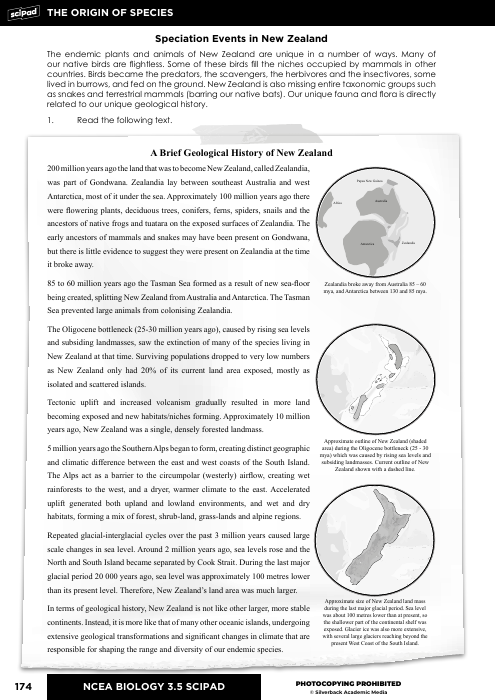 scipad THE ORIGIN OF SPECIES
Speciation Events in New Zealand
The endemic plants and animals of New Zealand are unique in a number of ways. Many of
our native birds are flightless. Some of these birds fill the niches occupied by mammals in other
countries. Birds became the predators, the scavengers, the herbivores and the insectivores, some
lived in burrows, and fed on the ground. New Zealand is also missing entire taxonomic groups such
as snakes and terrestrial mammals (barring our native bats). Our unique fauna and flora is directly
related to our unique geological history.
1. Read the following text.
A Brief Geological History of New Zealand
200 million years ago the land that was to become New Zealand, called Zealandia,
was part of Gondwana. Zealandia lay between southeast Australia and west
Antarctica, most of it under the sea. Approximately 100 million years ago there
were flowering plants, deciduous trees, conifers, ferns, spiders, snails and the
ancestors of native frogs and tuatara on the exposed surfaces of Zealandia. The
early ancestors of mammals and snakes may have been present on Gondwana,
but there is little evidence to suggest they were present on Zealandia at the time
it broke away.
85 to 60 million years ago the Tasman Sea formed as a result of new sea-floor
being created, splitting New Zealand from Australia and Antarctica. The Tasman
Sea prevented large animals from colonising Zealandia.
The Oligocene bottleneck (25-30 million years ago), caused by rising sea levels
and subsiding landmasses, saw the extinction of many of the species living in
New Zealand at that time. Surviving populations dropped to very low numbers
as New Zealand only had 20% of its current land area exposed, mostly as
isolated and scattered islands.
Tectonic uplift and increased volcanism gradually resulted in more land
becoming exposed and new habitats/niches forming. Approximately 10 million
years ago, New Zealand was a single, densely forested landmass.
5 million years ago the Southern Alps began to form, creating distinct geographic
and climatic difference between the east and west coasts of the South Island.
The Alps act as a barrier to the circumpolar (westerly) airflow, creating wet
rainforests to the west, and a dryer, warmer climate to the east. Accelerated
uplift generated both upland and lowland environments, and wet and dry
habitats, forming a mix of forest, shrub-land, grass-lands and alpine regions.
Repeated glacial-interglacial cycles over the past 3 million years caused large
scale changes in sea level. Around 2 million years ago, sea levels rose and the
North and South Island became separated by Cook Strait. During the last major
glacial period 20 000 years ago, sea level was approximately 100 metres lower
than its present level. Therefore, New Zealand's land area was much larger.
In terms of geological history, New Zealand is not like other larger, more stable
continents. Instead, it is more like that of many other oceanic islands, undergoing
extensive geological transformations and significant changes in climate that are
responsible for shaping the range and diversity of our endemic species.
Papua New Guinea
Africa
Australia
Antarctica
Zealandia
Zealandia broke away from Australia 85 - 60
mya, and Antarctica between 130 and 85 mya.
Approximate outline of New Zealand (shaded
area) during the Oligocene bottleneck (25 - 30
mya) which was caused by rising sea levels and
subsiding landmasses. Current outline of New
Zealand shown with a dashed line.
Approximate size of New Zealand land mass
during the last major glacial period. Sea level
was about 100 metres lower than at present, so
the shallower part of the continental shelf was
exposed. Glacier ice was also more extensive,
with several large glaciers reaching beyond the
present West Coast of the South Island.
174 NCEA BIOLOGY 3.5 SCIPAD
PHOTOCOPYING PROHIBITED
© Silverback Academic Media